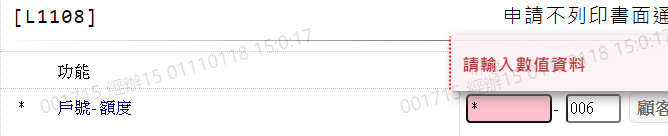 [L1108] 申請不列印書面通
請輸入數值資料
功能
* 戶號-額度 * - 006 顧客
001715 經辦15 01110118 15:0:17
001715 經辦15 01110118 15:0:17